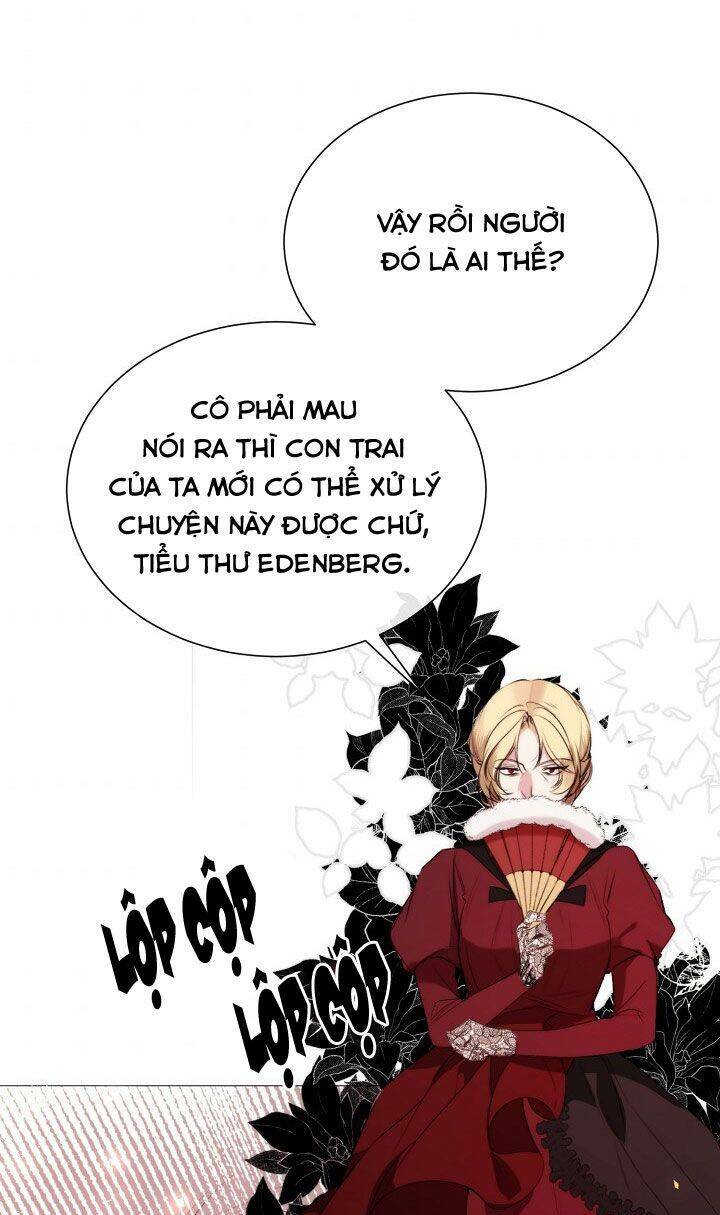 VẬY RỒI NGƯỜI
ĐÓ LÀ AI THẾ?
CÔ PHẢI MAU
NÓI RA THÌ CON TRAI
CỦA TA MỚI CÓ THỂ XỬ LÝ
CHUYỆN NÀY ĐƯỢC CHỨ,
TIỂU THƯ EDENBERG.
LỘP CỘP
LỘP CỘP